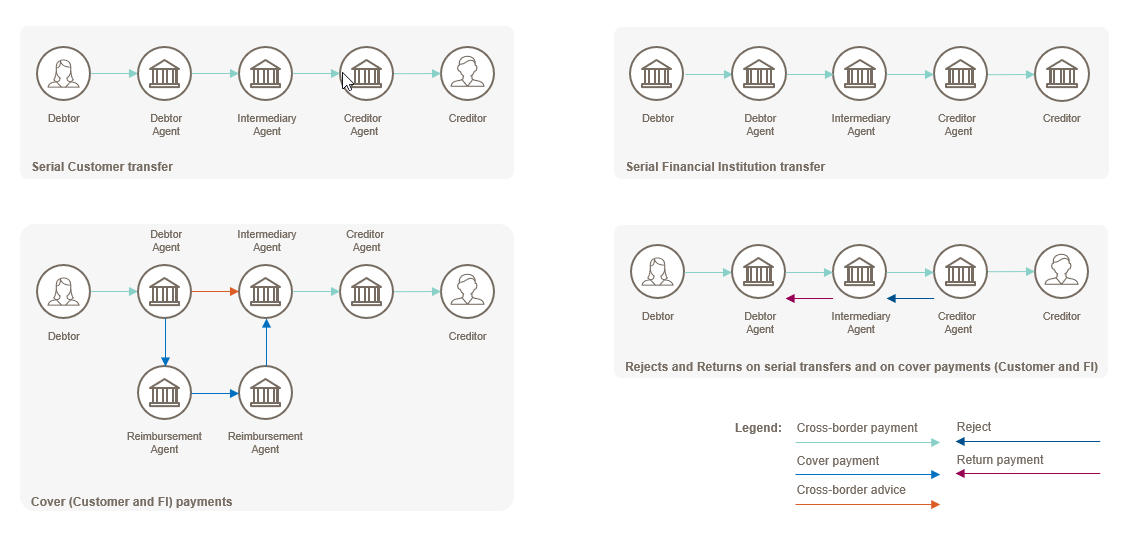 Debtor
Debtor
Agent
Intermediary
Agent
Creditor
Agent
Creditor
Serial Customer transfer
Debtor
Debtor
Agent
Intermediary
Agent
Creditor
Agent
Creditor
Serial Financial Institution transfer
Debtor
Agent
Intermediary
Agent
Creditor
Agent
Debtor
Creditor
Reimbursement
Agent
Reimbursement
Agent
Cover (Customer and FI) payments
Debtor
Debtor
Agent
Intermediary
Agent
Creditor
Agent
Creditor
Rejects and Returns on serial transfers and on cover payments (Customer and FI)
Legend:
Cross-border payment
Reject
Cover payment
Return payment
Cross-border advice